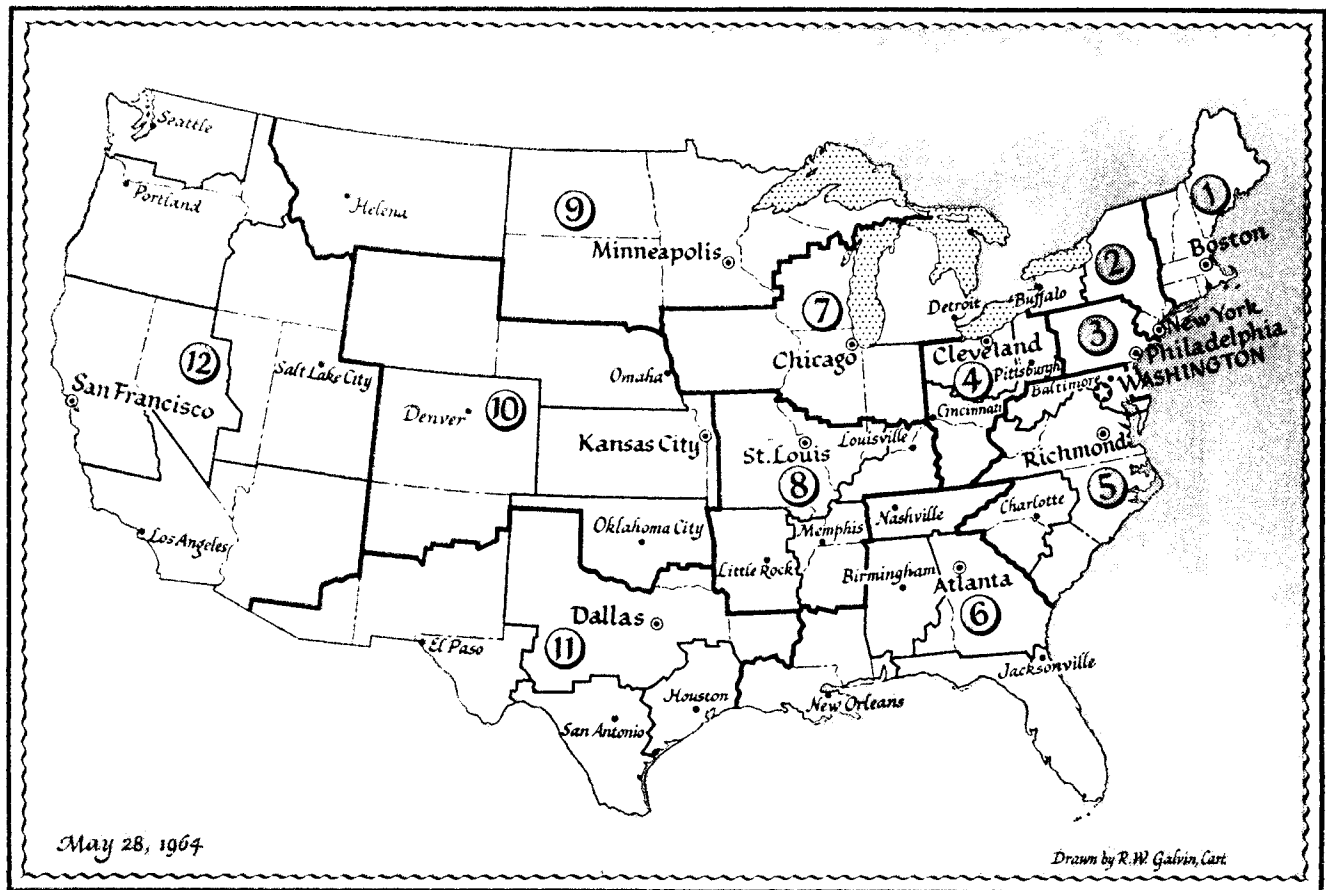 Seattle
Portland
Helena
9
Minneapolis
1
Boston
2
Buffalo
Detroit
7
Chicago
3
New York
Philadelphia
WASHINGTON
Cleveland
4
Pittsburgh
Baltimore
Cincinnati
12
Salt Lake City
San Francisco
Omaha
Denver
10
Kansas City
St. Louis
8
Louisville
Richmond
5
Charlotte
Nashville
Memphis
Los Angeles
Oklahoma City
Little Rock
Birmingham
Atlanta
6
Dallas
11
El Paso
Houston
San Antonio
New Orleans
Jacksonville
May 28, 1964
Drawn by R.W. Galvin, Cart.